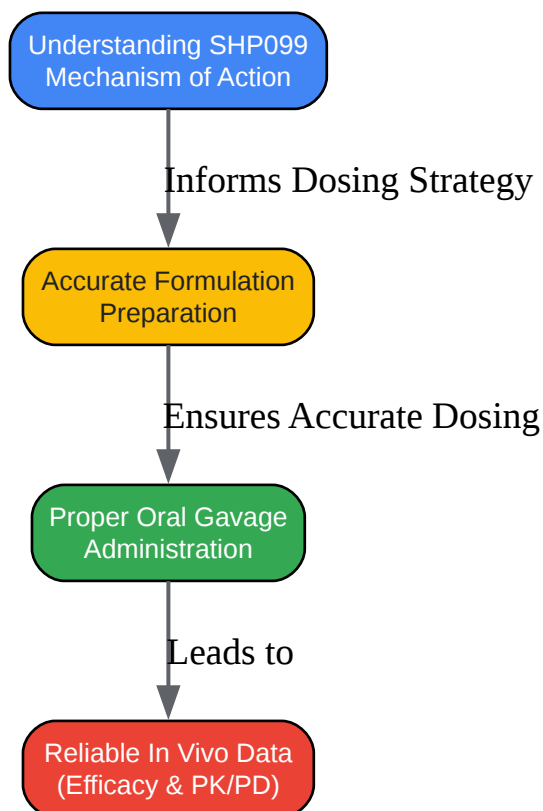 Understanding SHP099
Mechanism of Action
Informs Dosing Strategy
Accurate Formulation
Preparation
Ensures Accurate Dosing
Proper Oral Gavage
Administration
Leads to
Reliable In Vivo Data
(Efficacy & PK/PD)